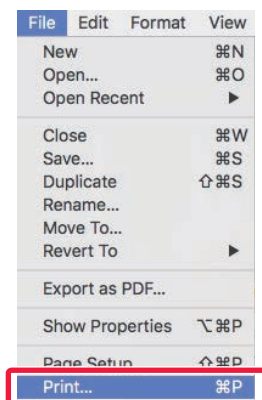 File Edit Format View
New ⌘N
Open... ⌘O
Open Recent ▶
Close ⌘W
Save... ⌘S
Duplicate ⇧⌘S
Rename...
Move To...
Revert To ▶
Export as PDF...
Show Properties ⌥⌘P
Page Setup ⇧⌘P
Print... ⌘P